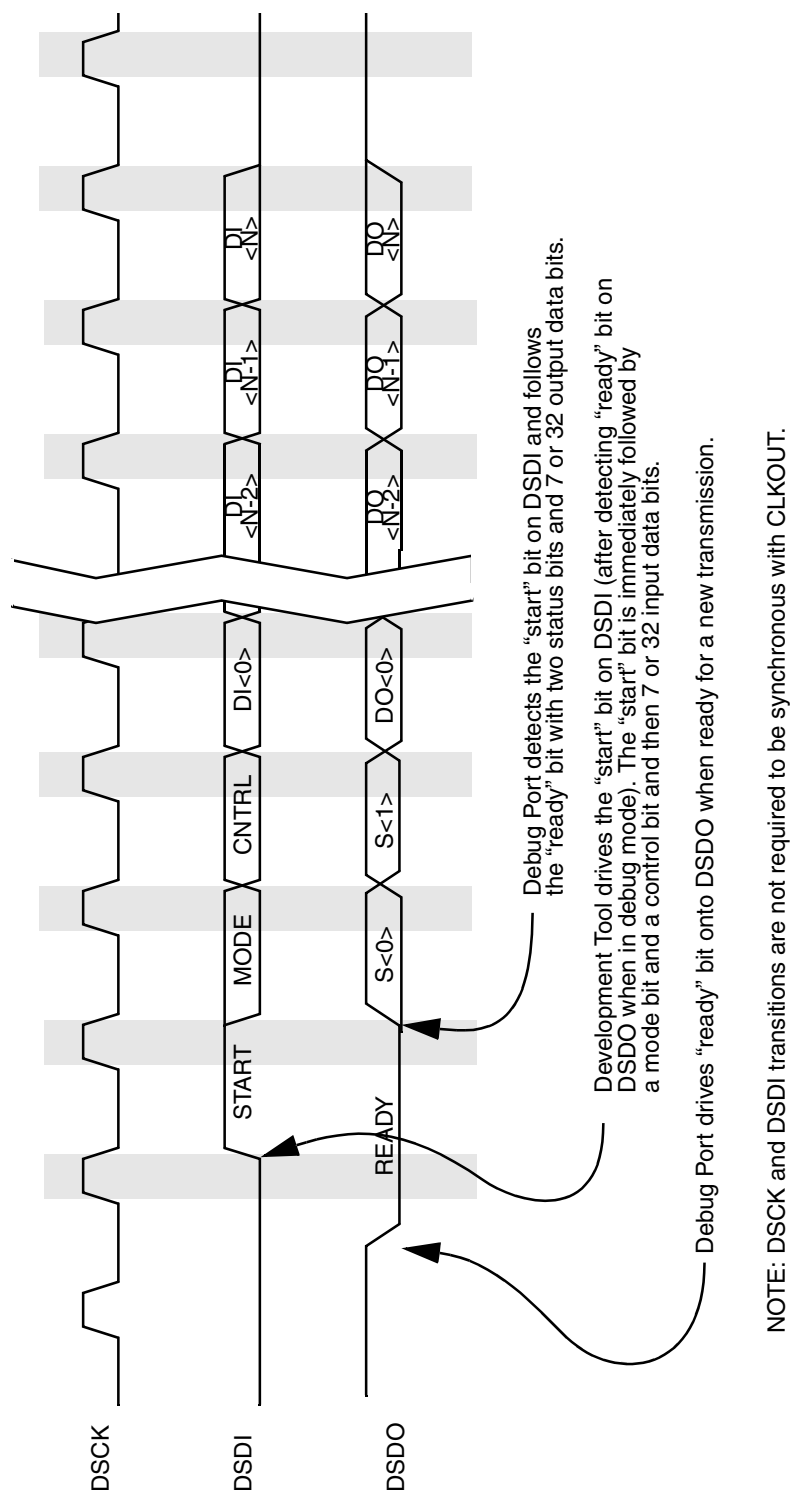 DSCK
DSDI
START
MODE
CNTRL
DI<0>
DI
<N-2>
DI
<N-1>
DI
<N>
DSDO
READY
S<0>
S<1>
DO<0>
DO
<N-2>
DO
<N-1>
DO
<N>
Debug Port detects the “start” bit on DSDI and follows
the “ready” bit with two status bits and 7 or 32 output data bits.
Development Tool drives the “start” bit on DSDI (after detecting “ready” bit on
DSDO when in debug mode). The “start” bit is immediately followed by
a mode bit and a control bit and then 7 or 32 input data bits.
Debug Port drives “ready” bit onto DSDO when ready for a new transmission.
NOTE: DSCK and DSDI transitions are not required to be synchronous with CLKOUT.